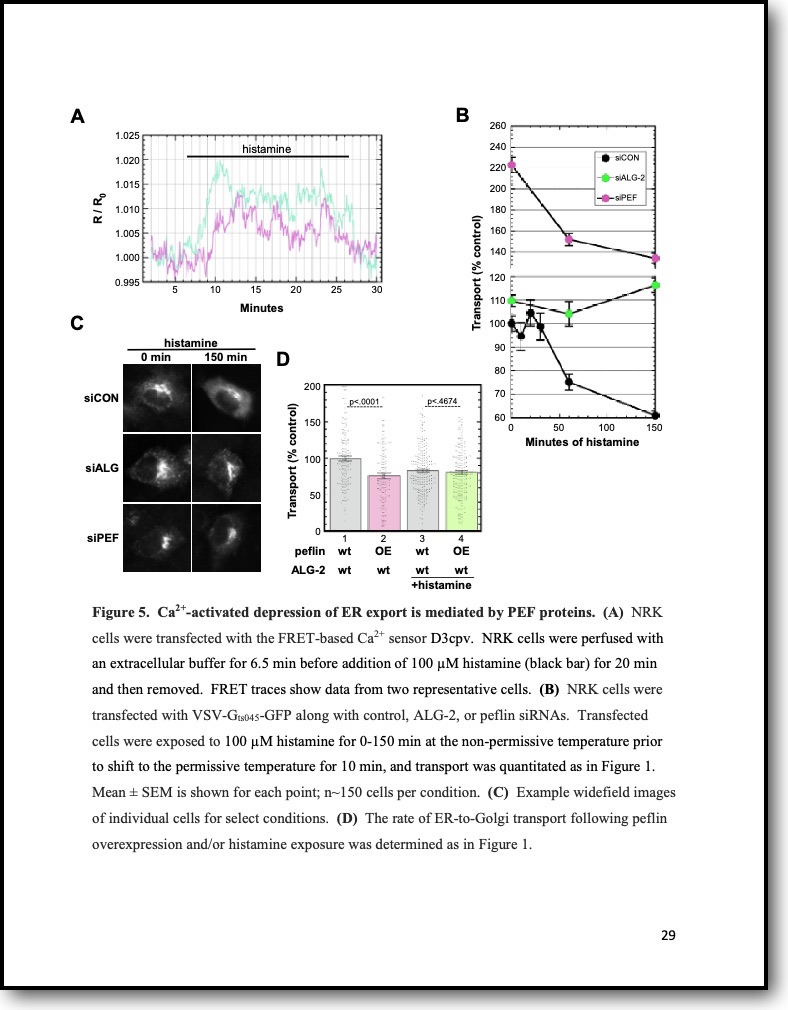 A
1.025
1.020
1.015
1.010
1.005
1.000
0.995
R / R0
histamine
5 10 15 20 25 30
Minutes
B
260
240
220
200
180
160
140
120
100
90
80
70
60
Transport (% control)
siCON
siALG-2
siPEF
0 50 100 150
Minutes of histamine
C
histamine
0 min 150 min
siCON
siALG
siPEF
D
200
150
100
50
0
Transport (% control)
p<.0001 p<.4674
1 2 3 4
peflin wt OE wt OE
ALG-2 wt wt wt wt
+histamine
Figure 5. Ca2+-activated depression of ER export is mediated by PEF proteins. (A) NRK
cells were transfected with the FRET-based Ca2+ sensor D3cpv. NRK cells were perfused with
an extracellular buffer for 6.5 min before addition of 100 µM histamine (black bar) for 20 min
and then removed. FRET traces show data from two representative cells. (B) NRK cells were
transfected with VSV-Gts045-GFP along with control, ALG-2, or peflin siRNAs. Transfected
cells were exposed to 100 µM histamine for 0-150 min at the non-permissive temperature prior
to shift to the permissive temperature for 10 min, and transport was quantitated as in Figure 1.
Mean ± SEM is shown for each point; n~150 cells per condition. (C) Example widefield images
of individual cells for select conditions. (D) The rate of ER-to-Golgi transport following peflin
overexpression and/or histamine exposure was determined as in Figure 1.
29